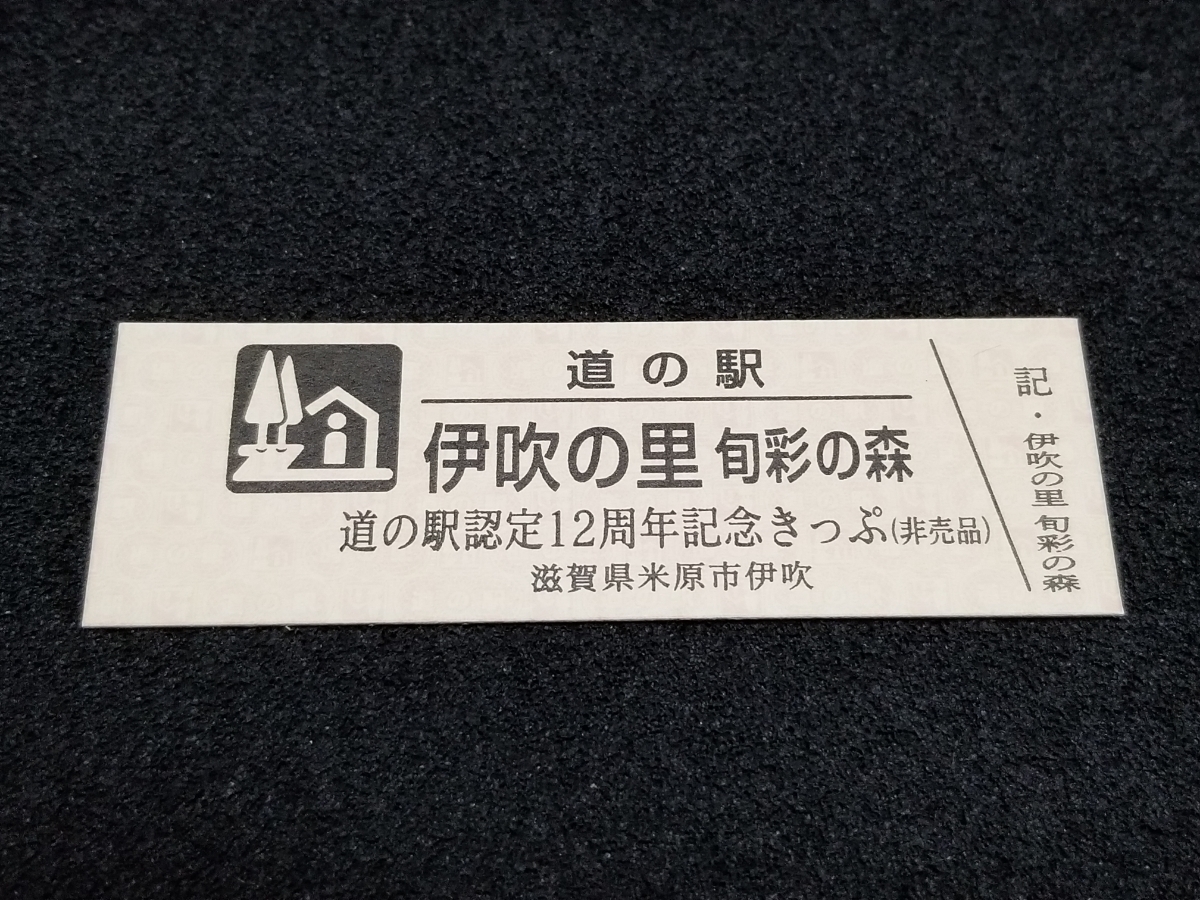 道の駅
伊吹の里 旬彩の森
道の駅認定12周年記念きっぷ(非売品)
滋賀県米原市伊吹
記・伊吹の里 旬彩の森